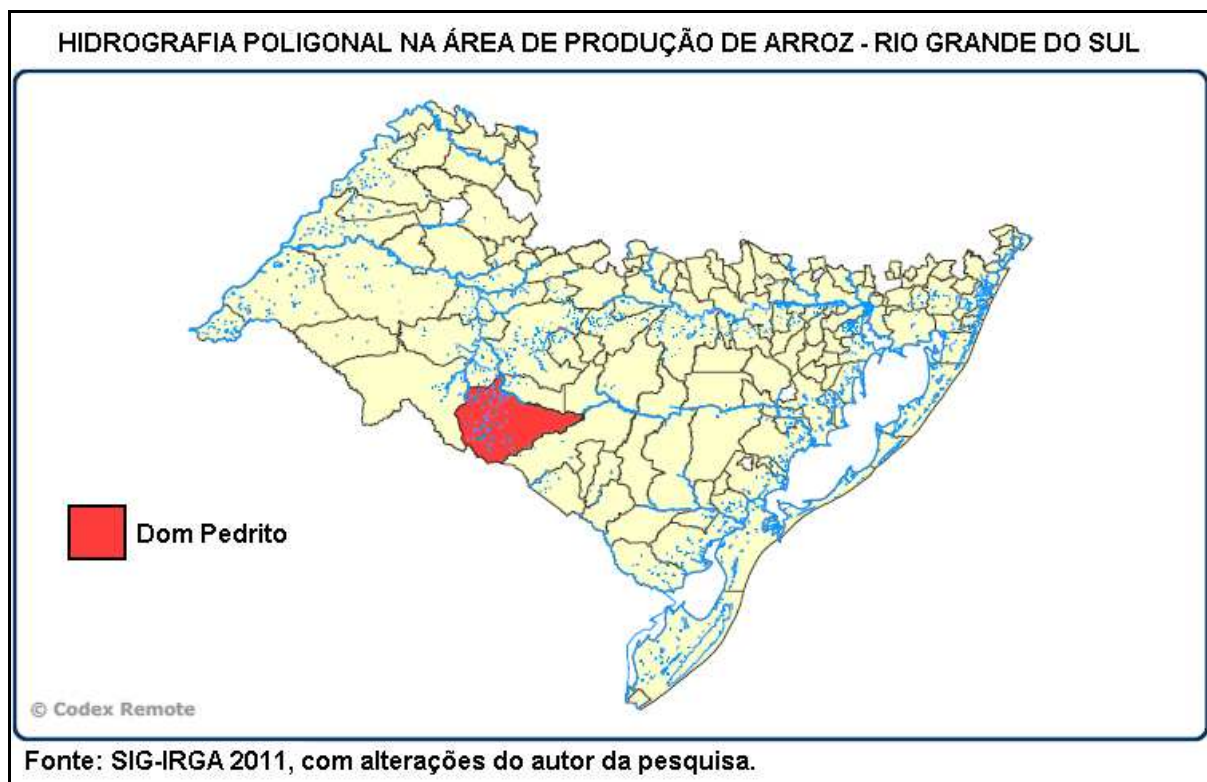 HIDROGRAFIA POLIGONAL NA ÁREA DE PRODUÇÃO DE ARROZ - RIO GRANDE DO SUL
Dom Pedrito
© Codex Remote
Fonte: SIG-IRGA 2011, com alterações do autor da pesquisa.